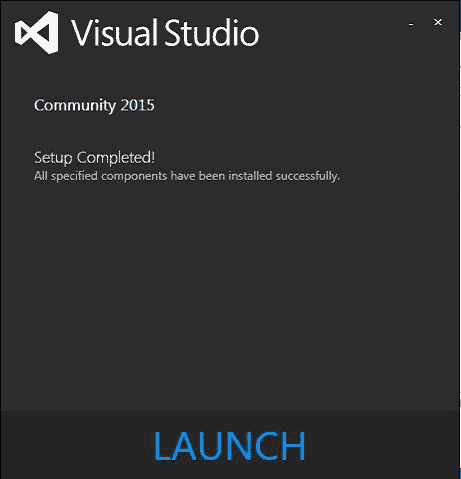 Visual Studio
Community 2015
Setup Completed!
All specified components have been installed successfully.
LAUNCH